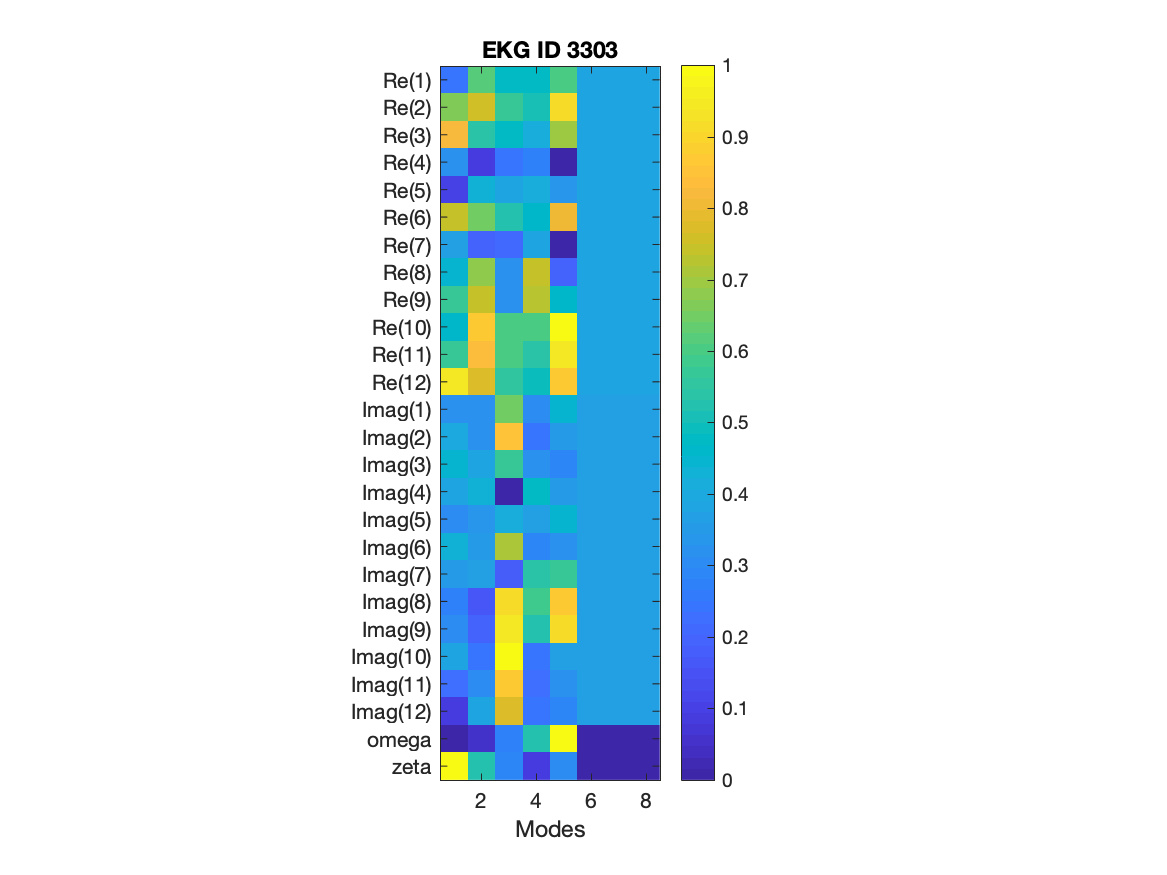 EKG ID 3303
Re(1)
Re(2)
Re(3)
Re(4)
Re(5)
Re(6)
Re(7)
Re(8)
Re(9)
Re(10)
Re(11)
Re(12)
Imag(1)
Imag(2)
Imag(3)
Imag(4)
Imag(5)
Imag(6)
Imag(7)
Imag(8)
Imag(9)
Imag(10)
Imag(11)
Imag(12)
omega
zeta
2 4 6 8
Modes
1
0.9
0.8
0.7
0.6
0.5
0.4
0.3
0.2
0.1
0